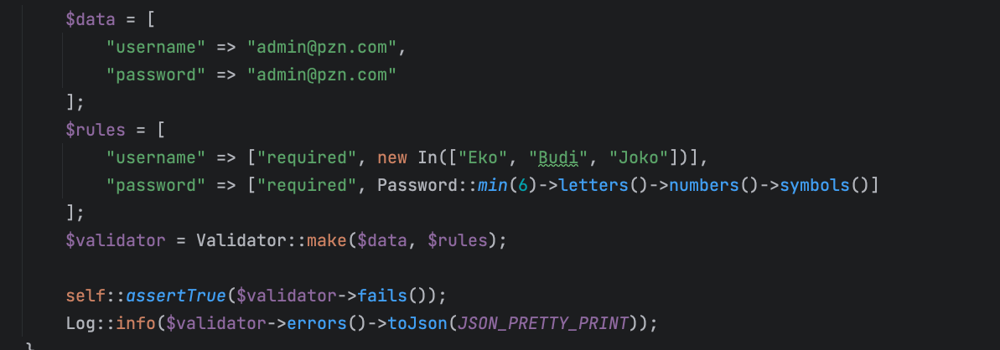 $data = [
"username" => "admin@pzn.com",
"password" => "admin@pzn.com"
];
$rules = [
"username" => ["required", new In(["Eko", "Budi", "Joko"])],
"password" => ["required", Password::min(6)->letters()->numbers()->symbols()]
];
$validator = Validator::make($data, $rules);
self::assertTrue($validator->fails());
Log::info($validator->errors()->toJson(JSON_PRETTY_PRINT));
}